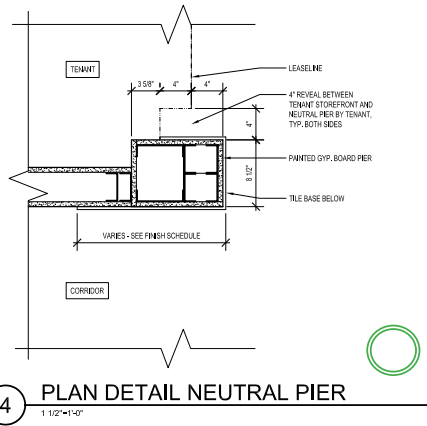 TENANT
3 5/8"
4"
4"
LEASELINE
4" REVEAL BETWEEN
TENANT STOREFRONT AND
NEUTRAL PIER BY TENANT,
TYP. BOTH SIDES
4"
PAINTED GYP. BOARD PIER
8 1/2"
TILE BASE BELOW
VARIES - SEE FINISH SCHEDULE
CORRIDOR
4
PLAN DETAIL NEUTRAL PIER
1 1/2"=1'-0"